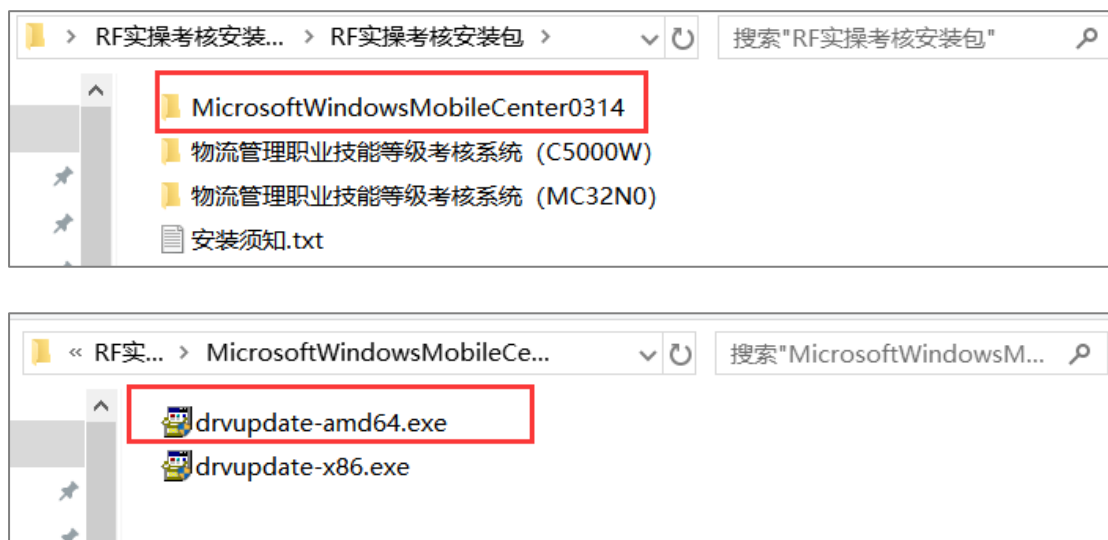 RF实操考核安装... > RF实操考核安装包 > 搜索"RF实操考核安装包"
MicrosoftWindowsMobileCenter0314
物流管理职业技能等级考核系统（C5000W）
物流管理职业技能等级考核系统（MC32N0）
安装须知.txt
« RF实... > MicrosoftWindowsMobileCe... 搜索"MicrosoftWindowsM...
drvupdate-amd64.exe
drvupdate-x86.exe